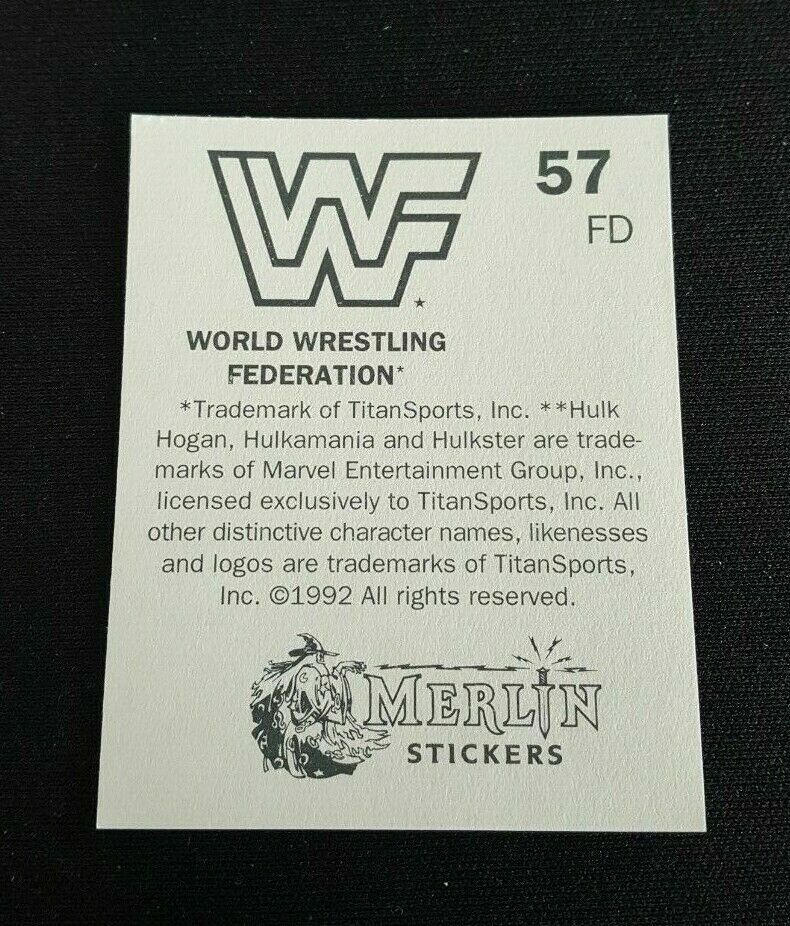 WF
57
FD
WORLD WRESTLING
FEDERATION*
*Trademark of TitanSports, Inc. **Hulk
Hogan, Hulkamania and Hulkster are trade-
marks of Marvel Entertainment Group, Inc.,
licensed exclusively to TitanSports, Inc. All
other distinctive character names, likenesses
and logos are trademarks of TitanSports,
Inc. ©1992 All rights reserved.
MERLIN
STICKERS